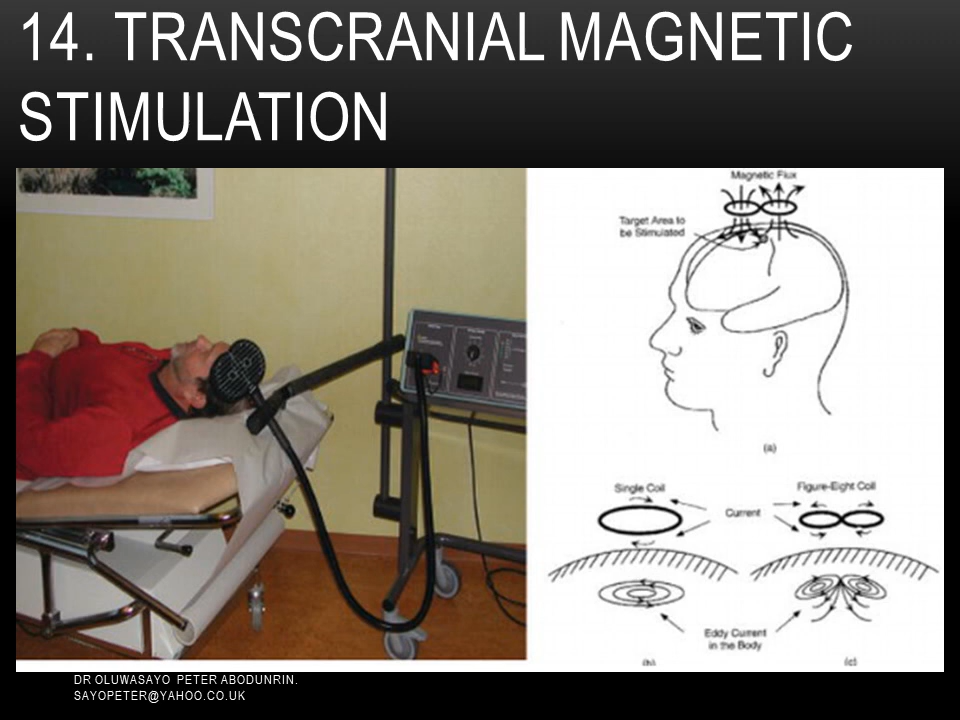 14. TRANSCRANIAL MAGNETIC
STIMULATION
Magnetic Flux
Target Area to
be Stimulated
(a)
Single Coil
Figure-Eight Coil
Current
Eddy Current
in the Body
(b)
(c)
DR OLUWASAYO PETER ABODUNRIN.
SAYOPETER@YAHOO.CO.UK